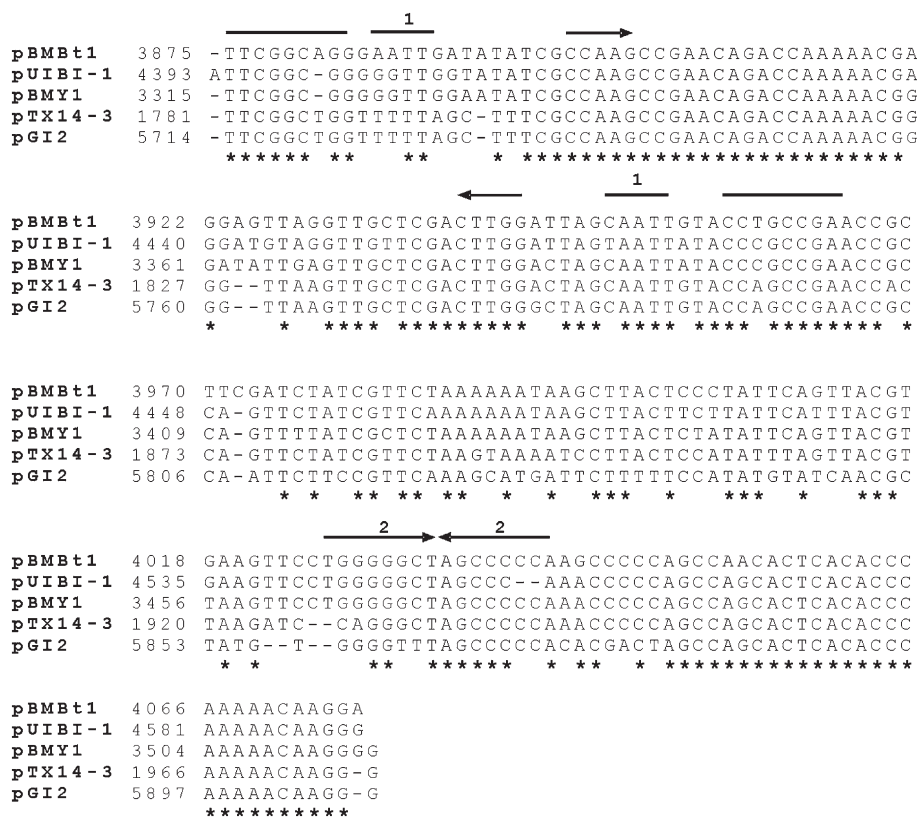 1
pBMBt1 3875 -TTCGGCAGGGAATTGATATATCGCCAAGCCGAACAGACCAAAAACGA
pUIBI-1 4393 ATTCGGC-GGGGGTTGGTATATCGCCAAGCCGAACAGACCAAAAACGG
pBMY1 3315 -TTCGGC-GGGGGTTGGAATATCGCCAAGCCGAACAGACCAAAAACGG
pTX14-3 1781 -TTCGGCTGGTTTTTAGC-TTTCGCCAAGCCGAACAGACCAAAAACGG
pGI2 5714 -TTCGGCTGGTTTTTAGC-TTTCGCCAAGCCGAACAGACCAAAAACGG
****** ** ** * **************************
1
pBMBt1 3922 GGAGTTAGGTTGCTCGACTTGGATTAGCAATTGTACCTGCCGAACCGC
pUIBI-1 4440 GGATGTAGGTTGTTCGACTTGGATTAGTAATTATACCCGCCGAACCGC
pBMY1 3361 GATATTGAGTTGCTCGACTTGGACTAGCAATTATACCCGCCGAACCGC
pTX14-3 1827 GG--TTAAGTTGCTCGACTTGGACTAGCAATTGTACCAGCCGAACCAC
pGI2 5760 GG--TTAAGTTGCTCGACTTGGGCTAGCAATTGTACCAGCCGAACCGC
* * **** ********* *** **** *** ******** *
pBMBt1 3970 TTCGATCTATCGTTCTAAAAAATAAGCTTACTCCCTATTCAGTTACGT
pUIBI-1 4448 CA-GTTCTATCGTTCAAAAAAATAAGCTTACTTCTTATTCATTTACGT
pBMY1 3409 CA-GTTTTATCGCTCTAAAAAATAAGCTTACTCTATATTCAGTTACGT
pTX14-3 1873 CA-GTTCTATCGTTCTAAGTAAAATCCTTACTCCATATTTAGTTACGT
pGI2 5806 CA-ATTCTTCCGTTCAAAGCATGATTCTTTTTCCATATGTATCAACGC
* * ** ** ** * * *** * *** * ***
2 2
pBMBt1 4018 GAAGTTCCTGGGGGCTAGCCCCCAAGCCCCCAGCCAACACTCACACCC
pUIBI-1 4535 GAAGTTCCTGGGGGCTAGCCC--AAACCCCCAGCCAGCACTCACACCC
pBMY1 3456 TAAGTTCCTGGGGGCTAGCCCCCAAACCCCCAGCCAGCACTCACACCC
pTX14-3 1920 TAAGATC--CAGGGCTAGCCCCCAAACCCCCAGCCAGCACTCACACCC
pGI2 5853 TATG--T--GGGGTTTAGCCCCCACACGACTAGCCAGCACTCACACCC
* * ** ****** * ** * *****************
pBMBt1 4066 AAAAACAAGGA
pUIBI-1 4581 AAAAACAAGGG
pBMY1 3504 AAAAACAAGGGG
pTX14-3 1966 AAAAACAAGG-G
pGI2 5897 AAAAACAAGG-G
**********